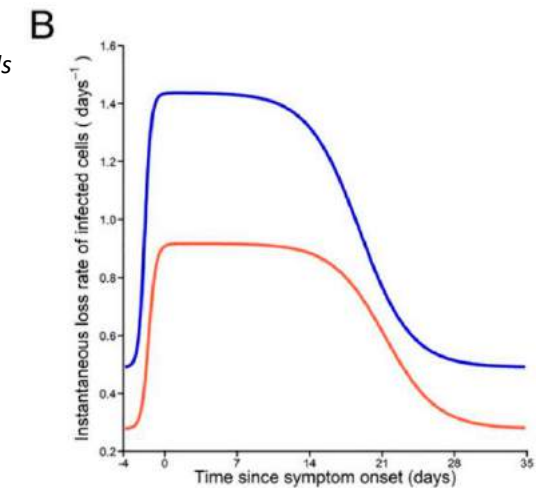 B
Instantaneous loss rate of infected cells ( days⁻¹ )
1.6
1.4
1.2
1.0
0.8
0.6
0.4
0.2
-4 0 7 14 21 28 35
Time since symptom onset (days)